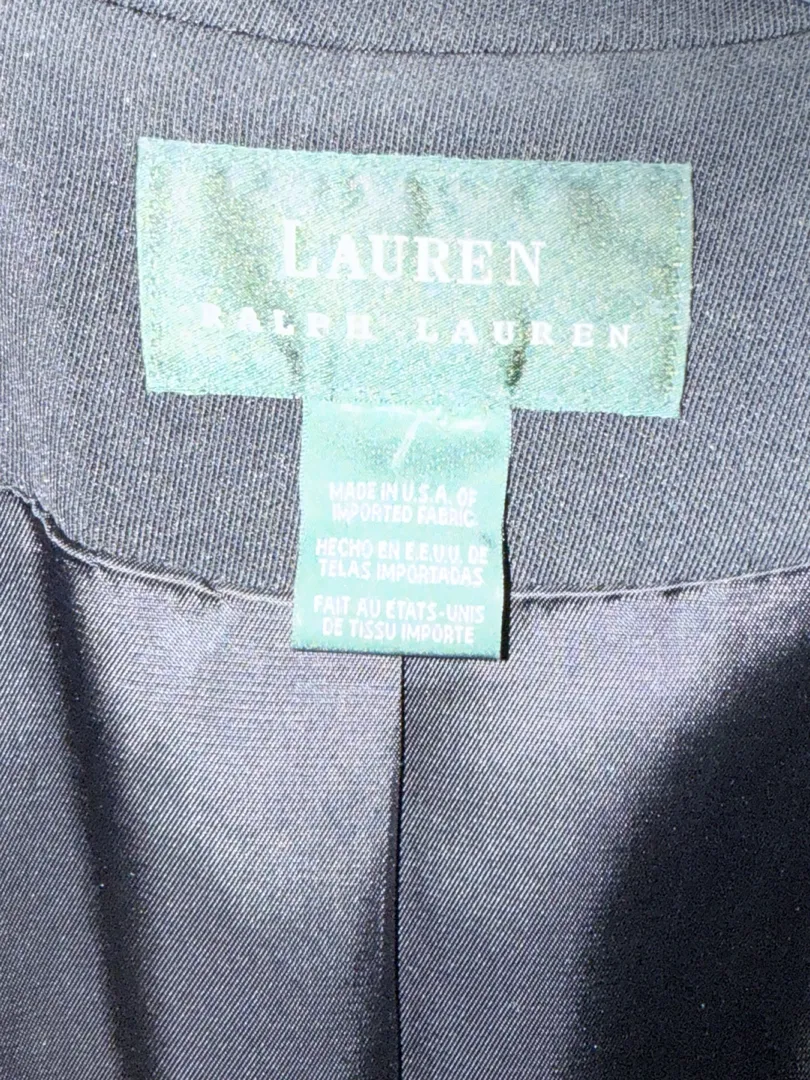 LAUREN
RALPH LAUREN
MADE IN U.S.A. OF
IMPORTED FABRIC
HECHO EN E.E.U.U. DE
TELAS IMPORTADAS
FAIT AU ETATS-UNIS
DE TISSU IMPORTE